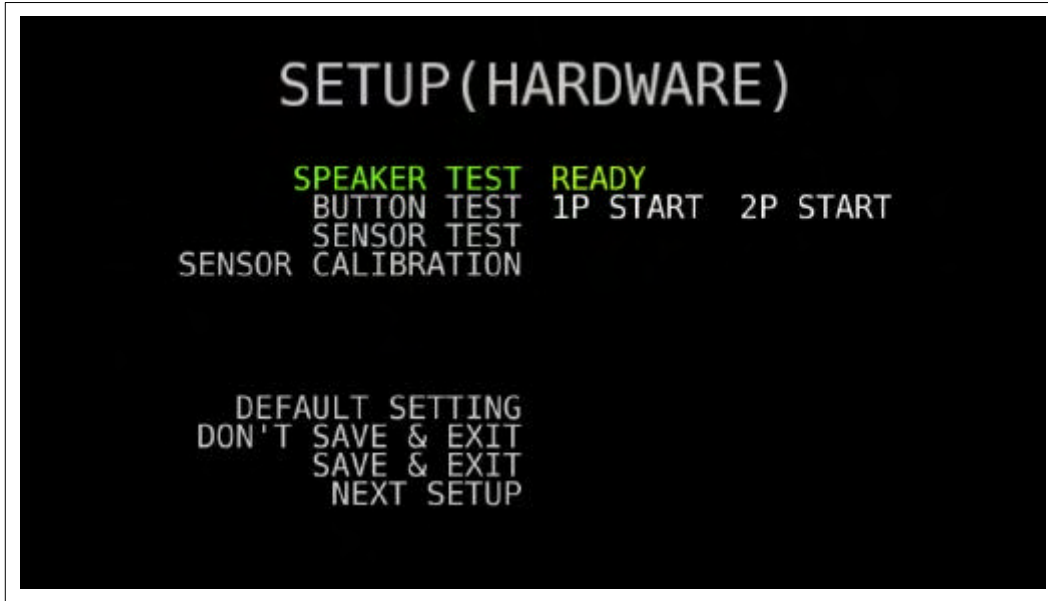 SETUP(HARDWARE)
SPEAKER TEST READY
BUTTON TEST 1P START 2P START
SENSOR TEST
SENSOR CALIBRATION
DEFAULT SETTING
DON'T SAVE & EXIT
SAVE & EXIT
NEXT SETUP